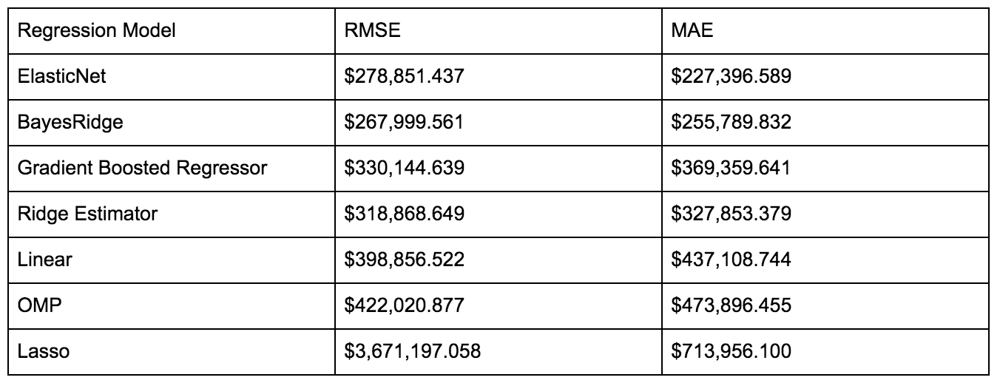 Regression Model RMSE MAE
ElasticNet $278,851.437 $227,396.589
BayesRidge $267,999.561 $255,789.832
Gradient Boosted Regressor $330,144.639 $369,359.641
Ridge Estimator $318,868.649 $327,853.379
Linear $398,856.522 $437,108.744
OMP $422,020.877 $473,896.455
Lasso $3,671,197.058 $713,956.100